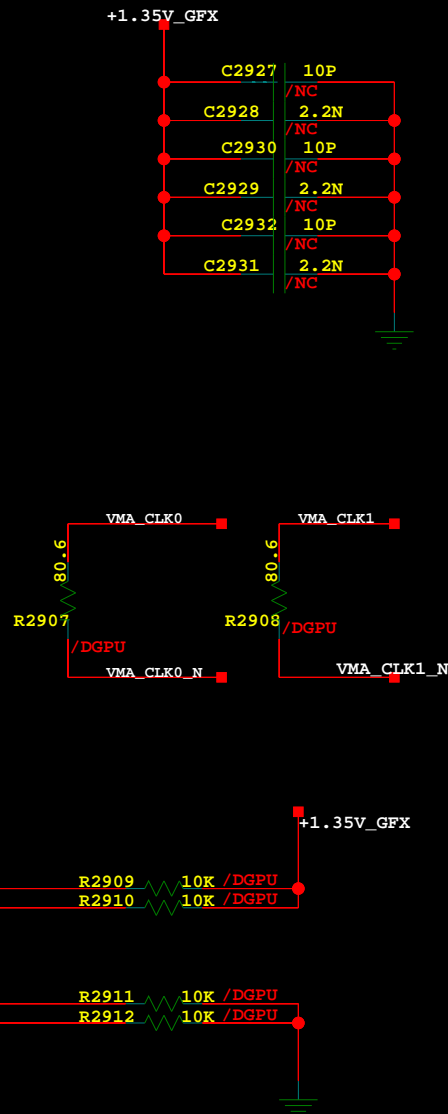 +1.35V_GFX
C2927 10P
/NC
C2928 2.2N
/NC
C2930 10P
/NC
C2929 2.2N
/NC
C2932 10P
/NC
C2931 2.2N
/NC
VMA_CLK0 VMA_CLK1
80.6 80.6
R2907 R2908
/DGPU /DGPU
VMA_CLK0_N VMA_CLK1_N
+1.35V_GFX
R2909 10K /DGPU
R2910 10K /DGPU
R2911 10K /DGPU
R2912 10K /DGPU